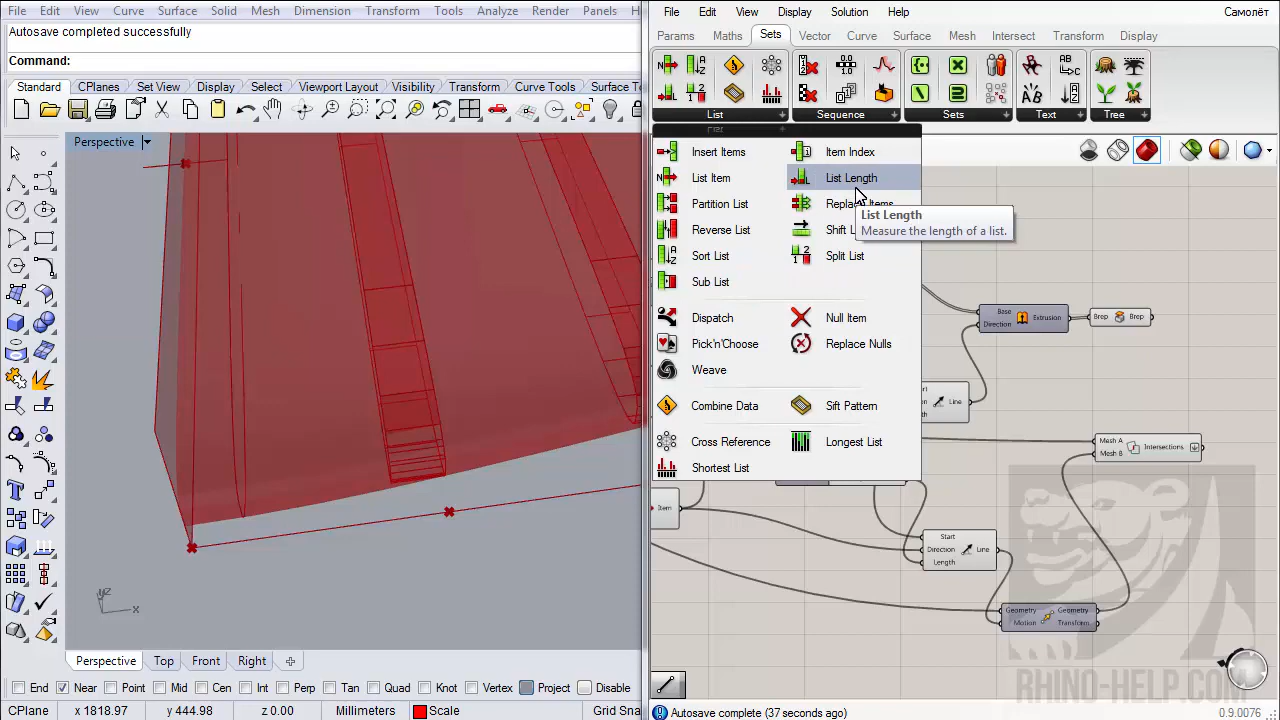 File Edit View Curve Surface Solid Mesh Dimension Transform Tools Analyze Render Panels
Autosave completed successfully
Command:
Standard CPlanes Set View Display Select Viewport Layout Visibility Transform Curve Tools Surface To
Perspective
z y x
Perspective Top Front Right
End Near Point Mid Cen Int Perp Tan Quad Knot Vertex Project Disable
CPlane x 1818.97 y 444.98 z 0.00 Millimeters Scale Grid Sna
File Edit View Display Solution Help Самолёт
Params Maths Sets Vector Curve Surface Mesh Intersect Transform Display
List Sequence Sets Text Tree
Insert Items Item Index
List Item List Length
Partition List Replace Items
Reverse List Shift L
Sort List Split List
Sub List
List Length
Measure the length of a list.
Dispatch Null Item
Pick'n'Choose Replace Nulls
Weave
Combine Data Sift Pattern
Cross Reference Longest List
Shortest List
Base
Direction
Extrusion
Brep Brep
Line
Mesh A
Mesh B
Intersections
Item
Start
Direction
Length
Line
Geometry
Motion
Geometry
Transform
RHINO-HELP.COM
Autosave complete (37 seconds ago) 0.9.0076